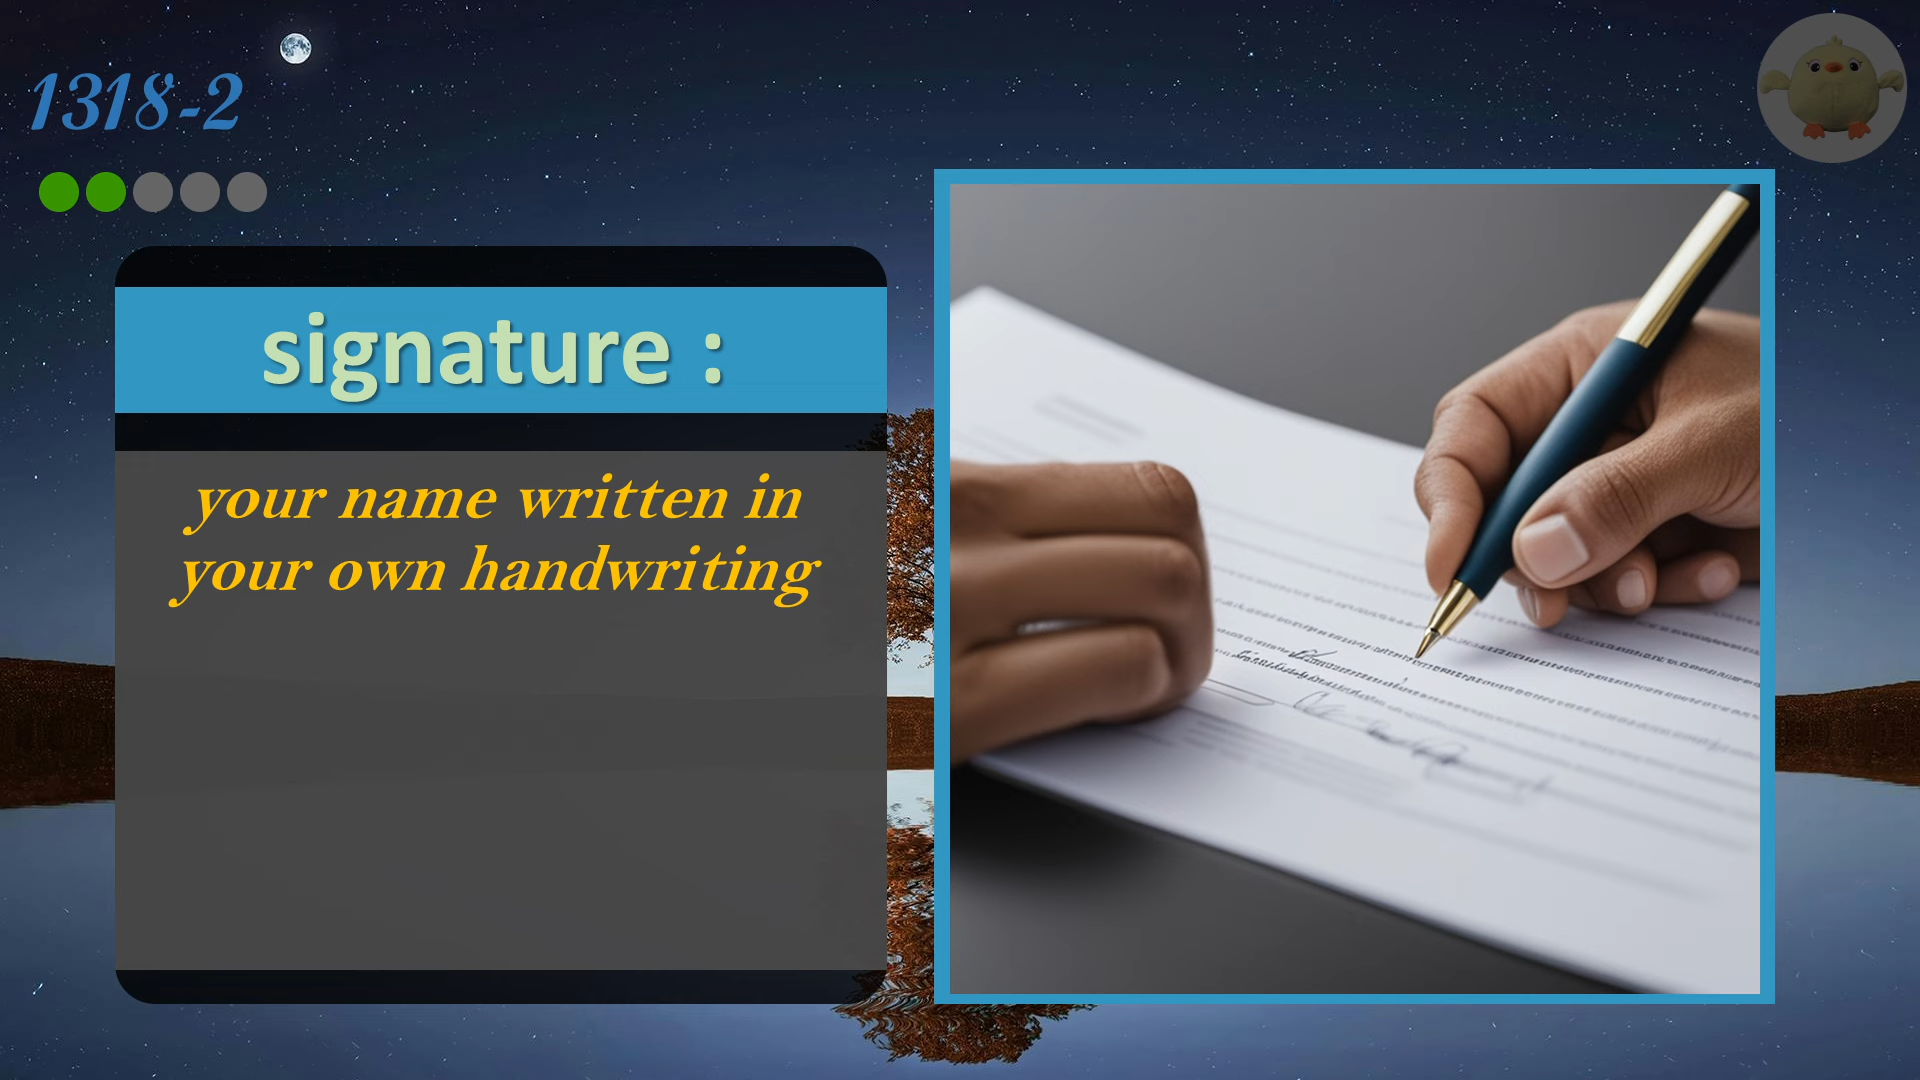 1318-2
signature :
your name written in
your own handwriting